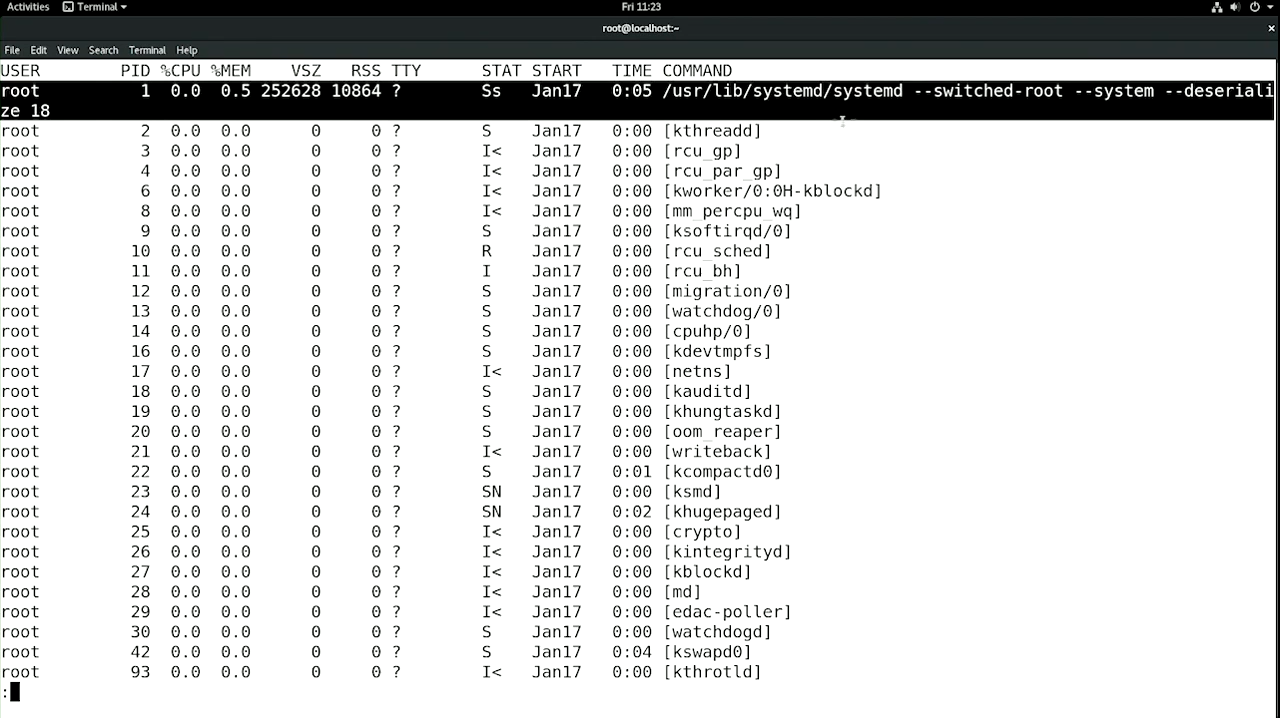 Activities Terminal Fri 11:23
root@localhost:~
File Edit View Search Terminal Help
USER PID %CPU %MEM VSZ RSS TTY STAT START TIME COMMAND
root 1 0.0 0.5 252628 10864 ? Ss Jan17 0:05 /usr/lib/systemd/systemd --switched-root --system --deseriali
ze 18
root 2 0.0 0.0 0 0 ? S Jan17 0:00 [kthreadd]
root 3 0.0 0.0 0 0 ? I< Jan17 0:00 [rcu_gp]
root 4 0.0 0.0 0 0 ? I< Jan17 0:00 [rcu_par_gp]
root 6 0.0 0.0 0 0 ? I< Jan17 0:00 [kworker/0:0H-kblockd]
root 8 0.0 0.0 0 0 ? I< Jan17 0:00 [mm_percpu_wq]
root 9 0.0 0.0 0 0 ? S Jan17 0:00 [ksoftirqd/0]
root 10 0.0 0.0 0 0 ? R Jan17 0:00 [rcu_sched]
root 11 0.0 0.0 0 0 ? I Jan17 0:00 [rcu_bh]
root 12 0.0 0.0 0 0 ? S Jan17 0:00 [migration/0]
root 13 0.0 0.0 0 0 ? S Jan17 0:00 [watchdog/0]
root 14 0.0 0.0 0 0 ? S Jan17 0:00 [cpuhp/0]
root 16 0.0 0.0 0 0 ? S Jan17 0:00 [kdevtmpfs]
root 17 0.0 0.0 0 0 ? I< Jan17 0:00 [netns]
root 18 0.0 0.0 0 0 ? S Jan17 0:00 [kauditd]
root 19 0.0 0.0 0 0 ? S Jan17 0:00 [khungtaskd]
root 20 0.0 0.0 0 0 ? S Jan17 0:00 [oom_reaper]
root 21 0.0 0.0 0 0 ? I< Jan17 0:00 [writeback]
root 22 0.0 0.0 0 0 ? S Jan17 0:01 [kcompactd0]
root 23 0.0 0.0 0 0 ? SN Jan17 0:00 [ksmd]
root 24 0.0 0.0 0 0 ? SN Jan17 0:02 [khugepaged]
root 25 0.0 0.0 0 0 ? I< Jan17 0:00 [crypto]
root 26 0.0 0.0 0 0 ? I< Jan17 0:00 [kintegrityd]
root 27 0.0 0.0 0 0 ? I< Jan17 0:00 [kblockd]
root 28 0.0 0.0 0 0 ? I< Jan17 0:00 [md]
root 29 0.0 0.0 0 0 ? I< Jan17 0:00 [edac-poller]
root 30 0.0 0.0 0 0 ? S Jan17 0:00 [watchdogd]
root 42 0.0 0.0 0 0 ? S Jan17 0:04 [kswapd0]
root 93 0.0 0.0 0 0 ? I< Jan17 0:00 [kthrotld]
: